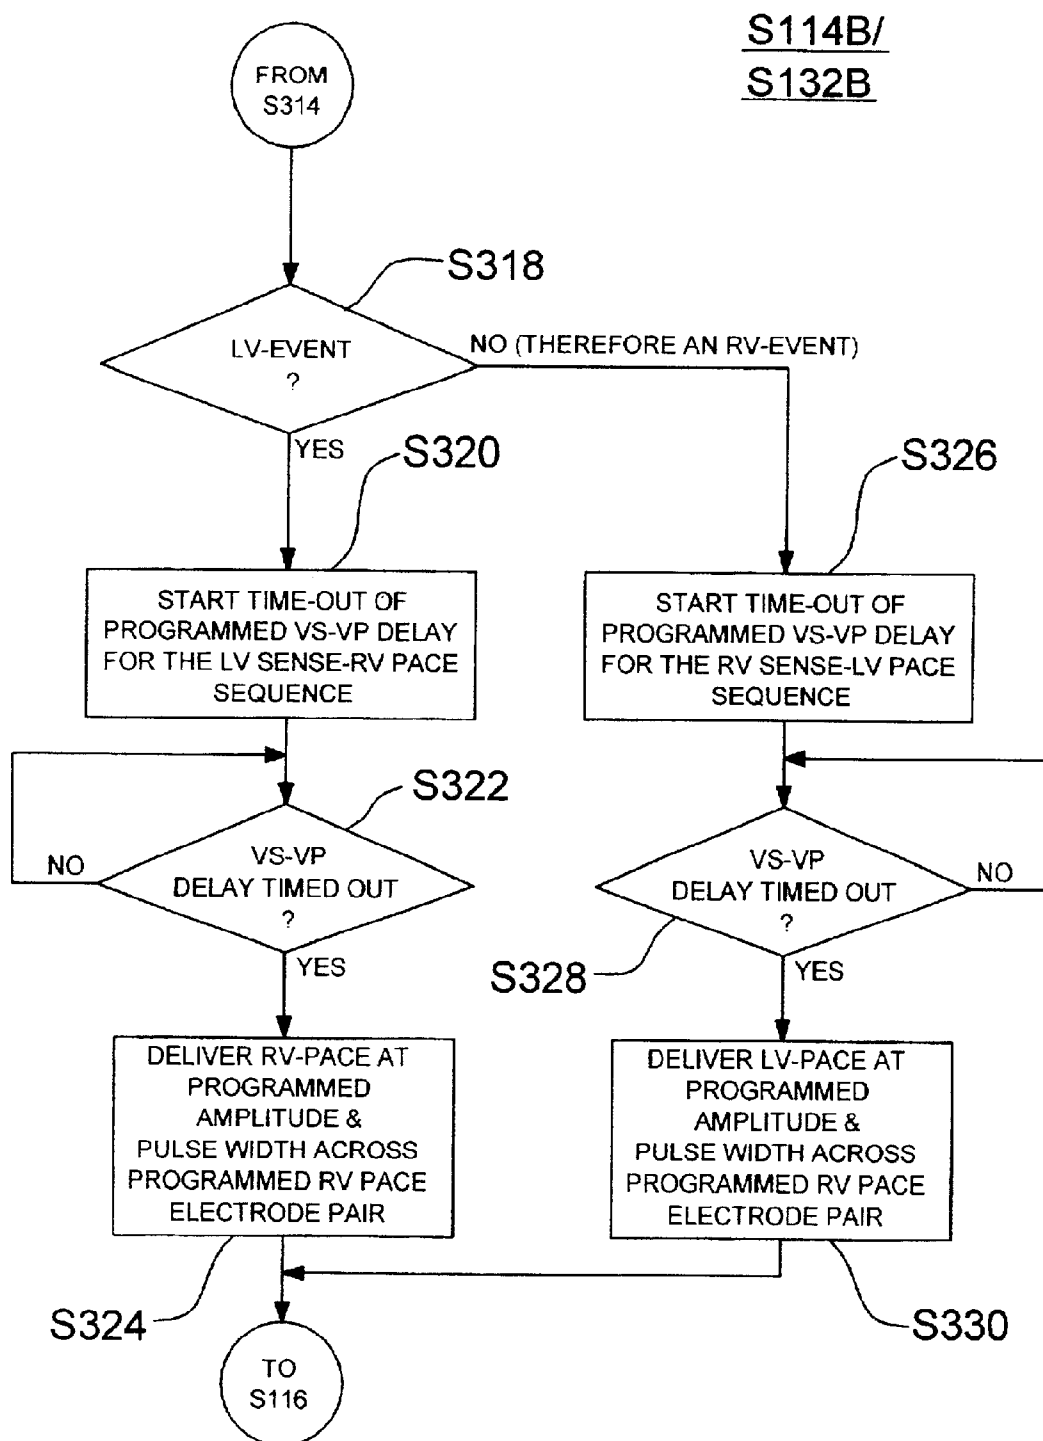 S114B/
S132B
FROM
S314
S318
LV-EVENT
?
NO (THEREFORE AN RV-EVENT)
YES
S320
S326
START TIME-OUT OF
PROGRAMMED VS-VP DELAY
FOR THE LV SENSE-RV PACE
SEQUENCE
START TIME-OUT OF
PROGRAMMED VS-VP DELAY
FOR THE RV SENSE-LV PACE
SEQUENCE
S322
VS-VP
DELAY TIMED OUT
?
NO
YES
VS-VP
DELAY TIMED OUT
?
NO
S328
YES
DELIVER RV-PACE AT
PROGRAMMED
AMPLITUDE &
PULSE WIDTH ACROSS
PROGRAMMED RV PACE
ELECTRODE PAIR
DELIVER LV-PACE AT
PROGRAMMED
AMPLITUDE &
PULSE WIDTH ACROSS
PROGRAMMED RV PACE
ELECTRODE PAIR
S324
S330
TO
S116